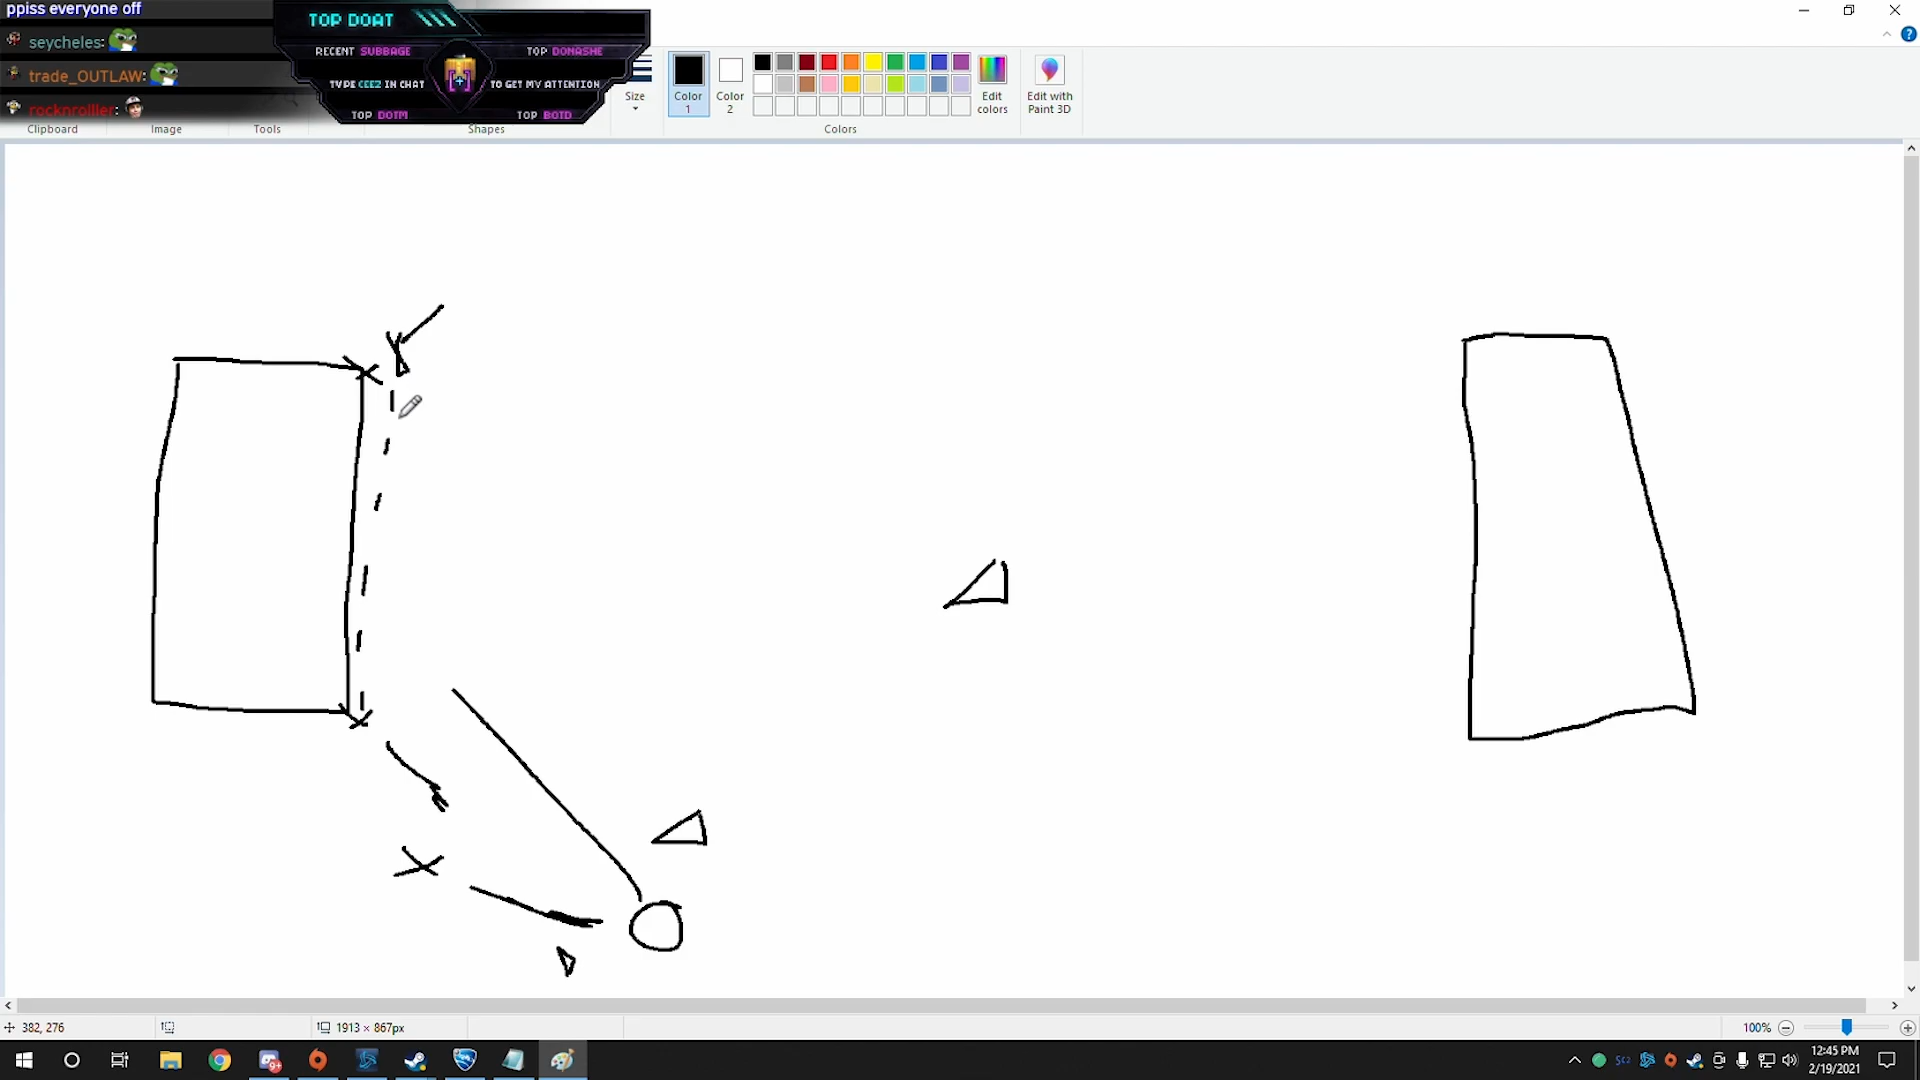 ppiss everyone off
seycheles:
trade_OUTLAW:
rocknrolller:
TOP DOAT
RECENT SUBBAGE
TOP DONASHE
TYPE CEE2 IN CHAT
TO GET MY ATTENTION
TOP DOTM
TOP BOTD
Size
Color 1
Color 2
Edit colors
Edit with Paint 3D
Clipboard
Image
Tools
Shapes
Colors
382, 276
1913 × 867px
100%
12:45 PM
2/19/2021